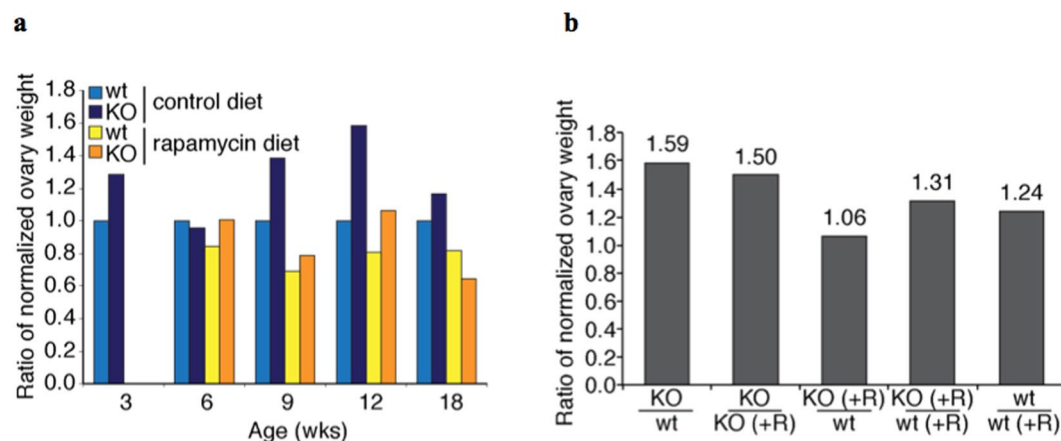 a
Ratio of normalized ovary weight
1.8
1.6
1.4
1.2
1.0
0.8
0.6
0.4
0.2
0.0
wt
KO
control diet
wt
KO
rapamycin diet
3 6 9 12 18
Age (wks)
b
Ratio of normalized ovary weight
1.8
1.6
1.4
1.2
1.0
0.8
0.6
0.4
0.2
0.0
1.59 1.50 1.06 1.31 1.24
KO KO KO (+R) KO (+R) wt
wt KO (+R) wt wt (+R) wt (+R)